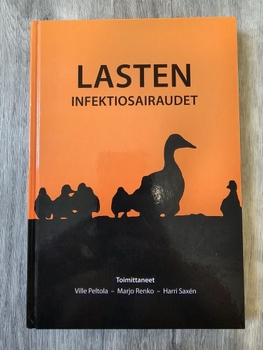 LASTEN
INFEKTIOSAIRAUDET
Toimittaneet
Ville Peltola – Marjo Renko – Harri Saxén